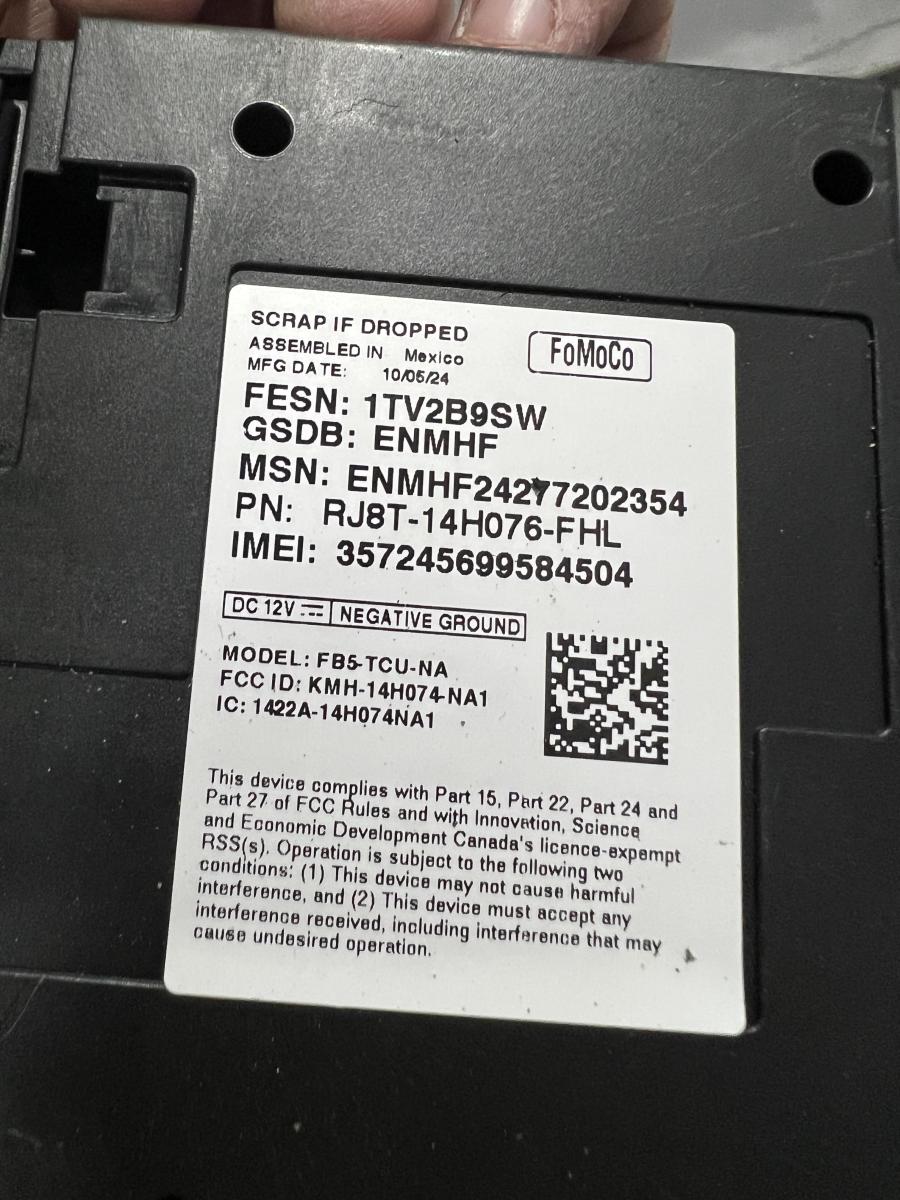 SCRAP IF DROPPED
FoMoCo
ASSEMBLED IN Mexico
MFG DATE: 10/05/24
FESN: 1TV2B9SW
GSDB: ENMHF
MSN: ENMHF24277202354
PN: RJ8T-14H076-FHL
IMEI: 357245699584504
DC 12V ⎓ NEGATIVE GROUND
MODEL: FB5-TCU-NA
FCC ID: KMH-14H074-NA1
IC: 1422A-14H074NA1
This device complies with Part 15, Part 22, Part 24 and
Part 27 of FCC Rules and with Innovation, Science
and Economic Development Canada's licence-expempt
RSS(s). Operation is subject to the following two
conditions: (1) This device may not cause harmful
interference, and (2) This device must accept any
interference received, including interference that may
cause undesired operation.